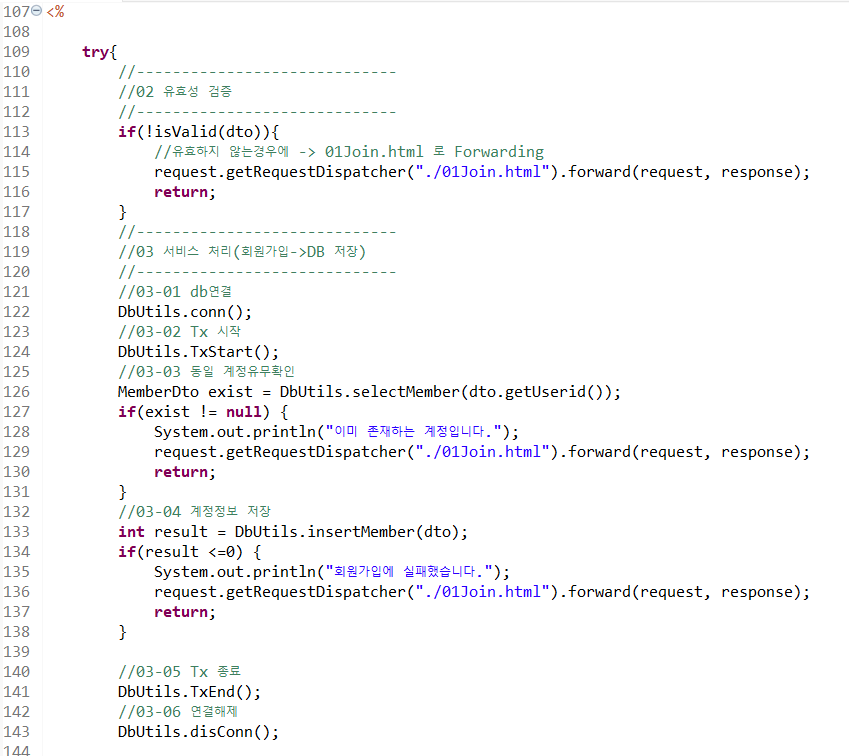 107 <%
108
109 try{
110 //-----------------------------
111 //02 유효성 검증
112 //-----------------------------
113 if(!isValid(dto)){
114 //유효하지 않는경우에 -> 01Join.html 로 Forwarding
115 request.getRequestDispatcher("./01Join.html").forward(request, response);
116 return;
117 }
118 //-----------------------------
119 //03 서비스 처리(회원가입->DB 저장)
120 //-----------------------------
121 //03-01 db연결
122 DbUtils.conn();
123 //03-02 Tx 시작
124 DbUtils.TxStart();
125 //03-03 동일 계정유무확인
126 MemberDto exist = DbUtils.selectMember(dto.getUserid());
127 if(exist != null) {
128 System.out.println("이미 존재하는 계정입니다.");
129 request.getRequestDispatcher("./01Join.html").forward(request, response);
130 return;
131 }
132 //03-04 계정정보 저장
133 int result = DbUtils.insertMember(dto);
134 if(result <=0) {
135 System.out.println("회원가입에 실패했습니다.");
136 request.getRequestDispatcher("./01Join.html").forward(request, response);
137 return;
138 }
139
140 //03-05 Tx 종료
141 DbUtils.TxEnd();
142 //03-06 연결해제
143 DbUtils.disConn();
144